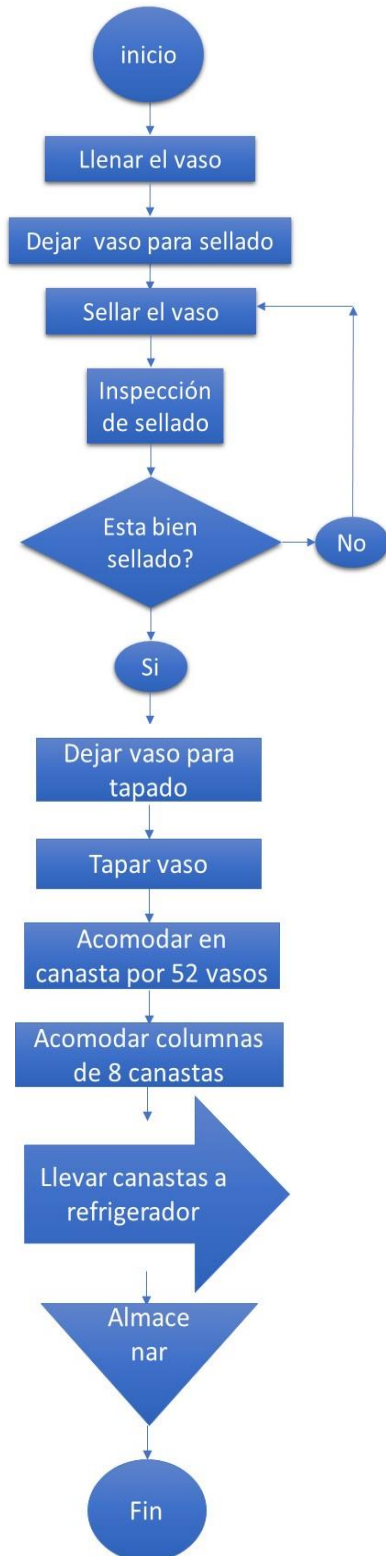 inicio
Llenar el vaso
Dejar vaso para sellado
Sellar el vaso
Inspección
de sellado
Esta bien
sellado?
No
Si
Dejar vaso para
tapado
Tapar vaso
Acomodar en
canasta por 52 vasos
Acomodar columnas
de 8 canastas
Llevar canastas a
refrigerador
Almace
nar
Fin